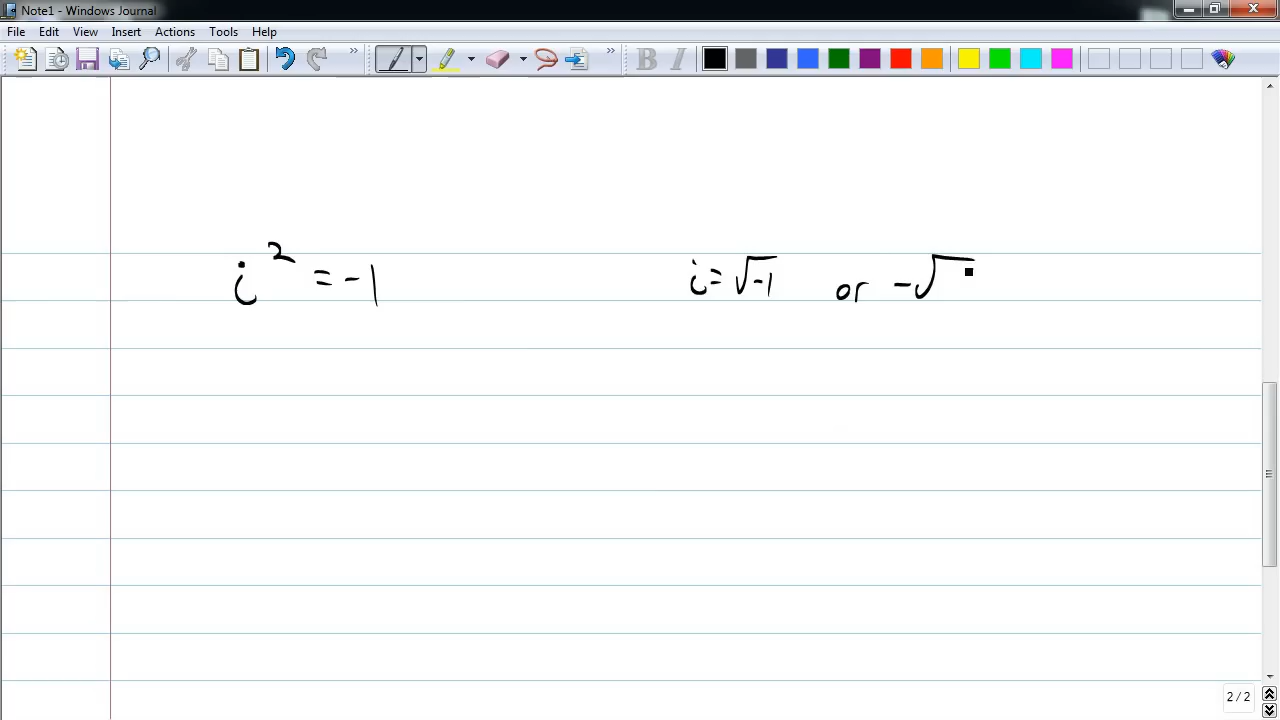 Note1 - Windows Journal
File Edit View Insert Actions Tools Help
» » B I
i² = -1 i = √-1 or -√
2 / 2